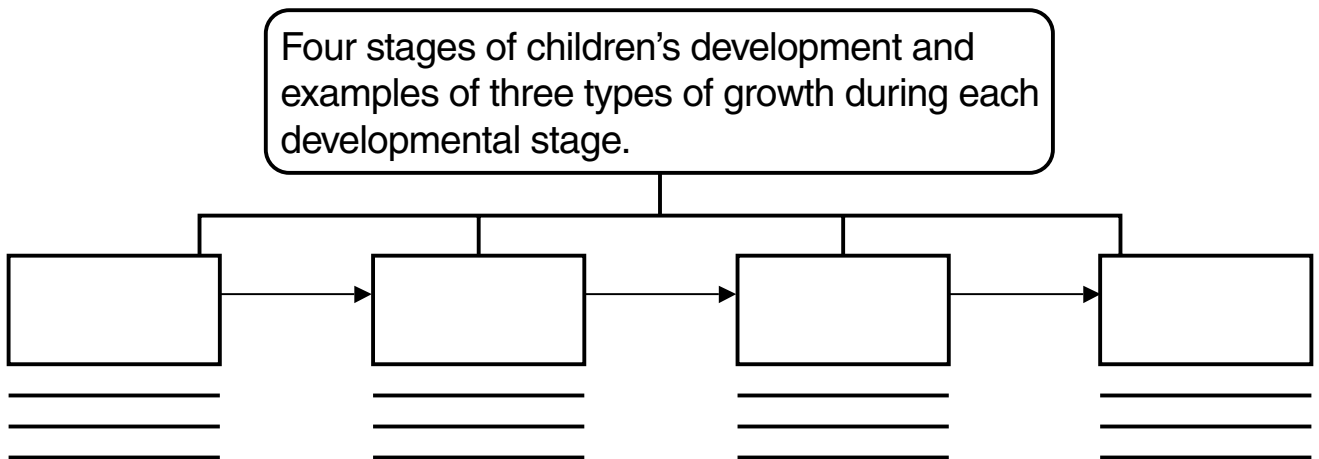 Four stages of children’s development and
examples of three types of growth during each
developmental stage.